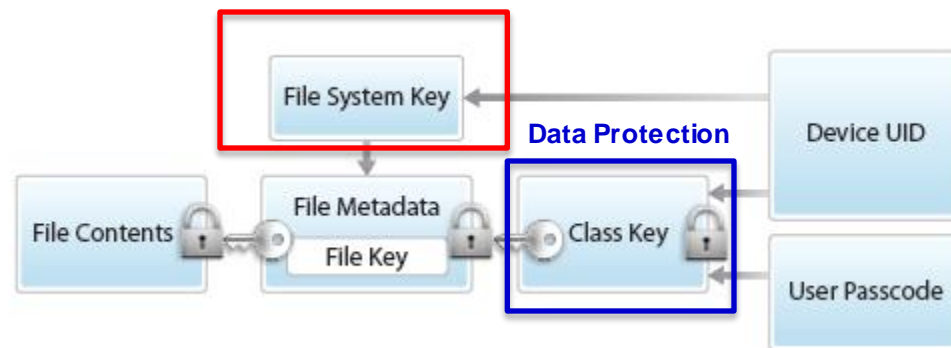 File System Key
Data Protection
Device UID
File Contents
File Metadata
File Key
Class Key
User Passcode